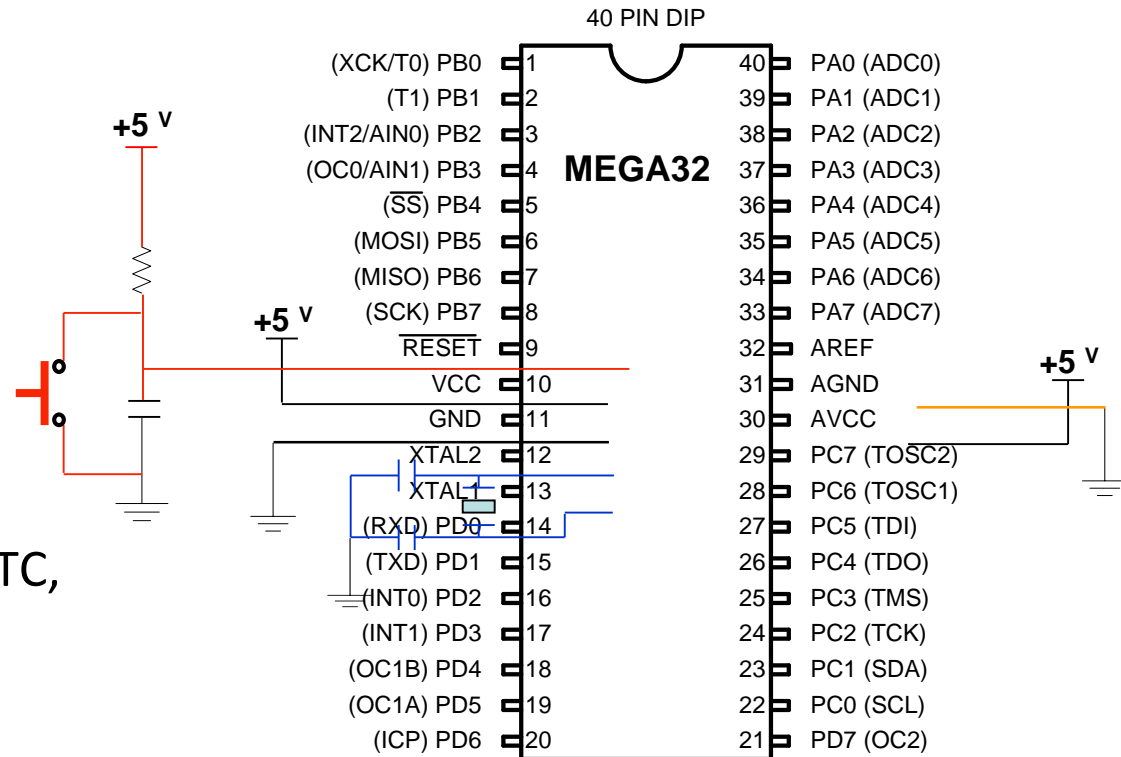 40 PIN DIP
MEGA32
+5 V
+5 V
+5 V
TC,
(XCK/T0) PB0 1
(T1) PB1 2
(INT2/AIN0) PB2 3
(OC0/AIN1) PB3 4
(SS) PB4 5
(MOSI) PB5 6
(MISO) PB6 7
(SCK) PB7 8
RESET 9
VCC 10
GND 11
XTAL2 12
XTAL1 13
(RXD) PD0 14
(TXD) PD1 15
(INT0) PD2 16
(INT1) PD3 17
(OC1B) PD4 18
(OC1A) PD5 19
(ICP) PD6 20
40 PA0 (ADC0)
39 PA1 (ADC1)
38 PA2 (ADC2)
37 PA3 (ADC3)
36 PA4 (ADC4)
35 PA5 (ADC5)
34 PA6 (ADC6)
33 PA7 (ADC7)
32 AREF
31 AGND
30 AVCC
29 PC7 (TOSC2)
28 PC6 (TOSC1)
27 PC5 (TDI)
26 PC4 (TDO)
25 PC3 (TMS)
24 PC2 (TCK)
23 PC1 (SDA)
22 PC0 (SCL)
21 PD7 (OC2)